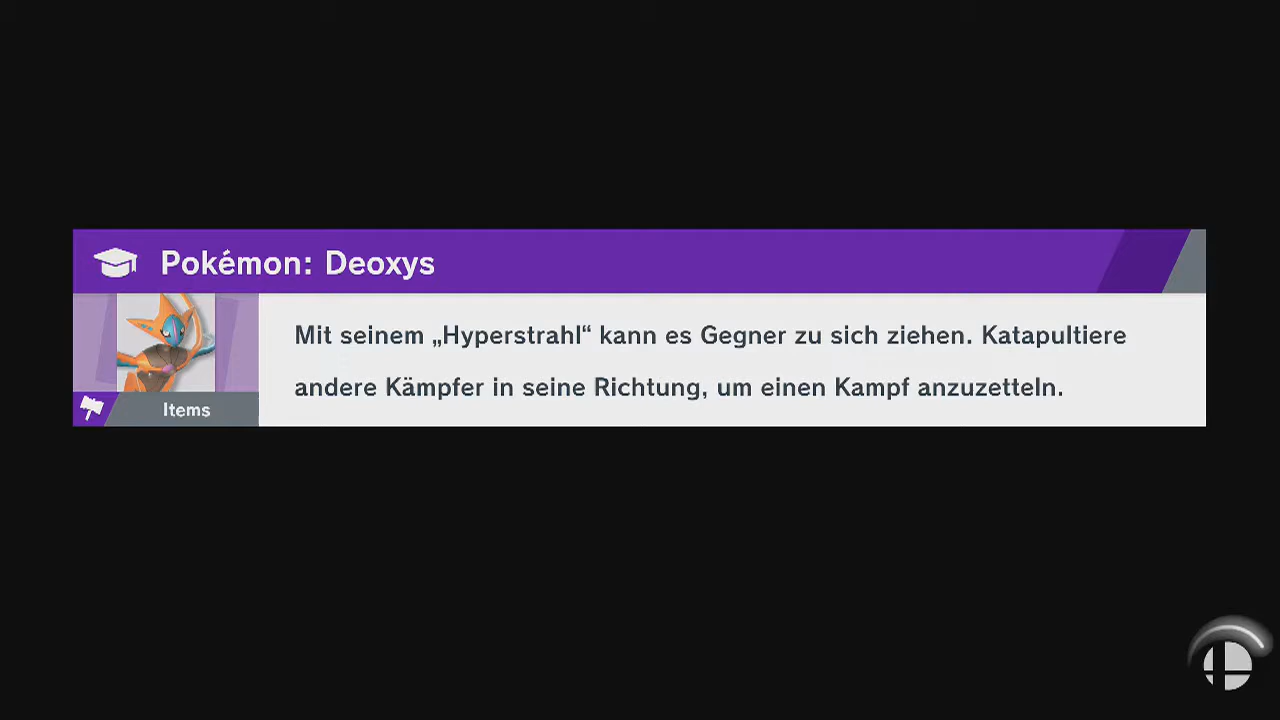 Pokémon: Deoxys
Mit seinem „Hyperstrahl“ kann es Gegner zu sich ziehen. Katapultiere
andere Kämpfer in seine Richtung, um einen Kampf anzuzetteln.
Items